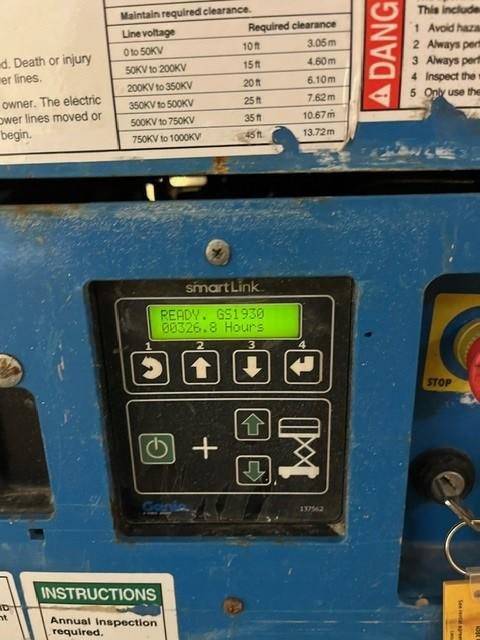 Maintain required clearance.
Line voltage Required clearance
0 to 50KV 10 ft 3.05 m
50KV to 200KV 15 ft 4.60 m
200KV to 350KV 20 ft 6.10 m
350KV to 500KV 25 ft 7.62 m
500KV to 750KV 35 ft 10.67 m
750KV to 1000KV 45 ft 13.72 m
d. Death or injury
er lines.
owner. The electric
ower lines moved or
begin.
DANG
This include
1 Avoid haza
2 Always perf
3 Always perf
4 Inspect the
5 Only use the
smartLink
READY. GS1930
00326.8 Hours
1 2 3 4
+
Genie
137562
STOP
INSTRUCTIONS
Annual inspection
required.